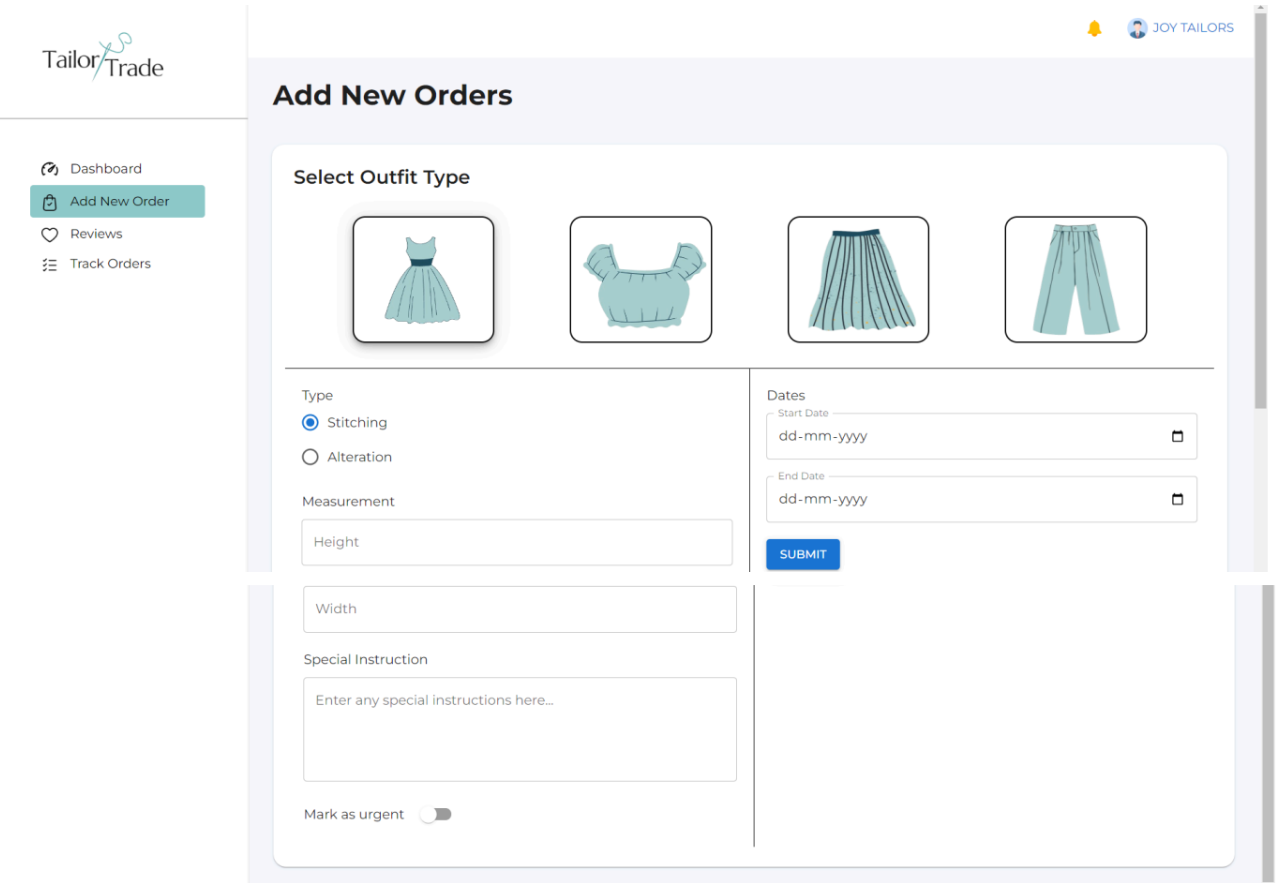 Tailor Trade
JOY TAILORS
Add New Orders
Dashboard
Add New Order
Reviews
Track Orders
Select Outfit Type
Type
Stitching
Alteration
Measurement
Height
Width
Special Instruction
Enter any special instructions here...
Mark as urgent
Dates
Start Date
dd-mm-yyyy
End Date
dd-mm-yyyy
SUBMIT